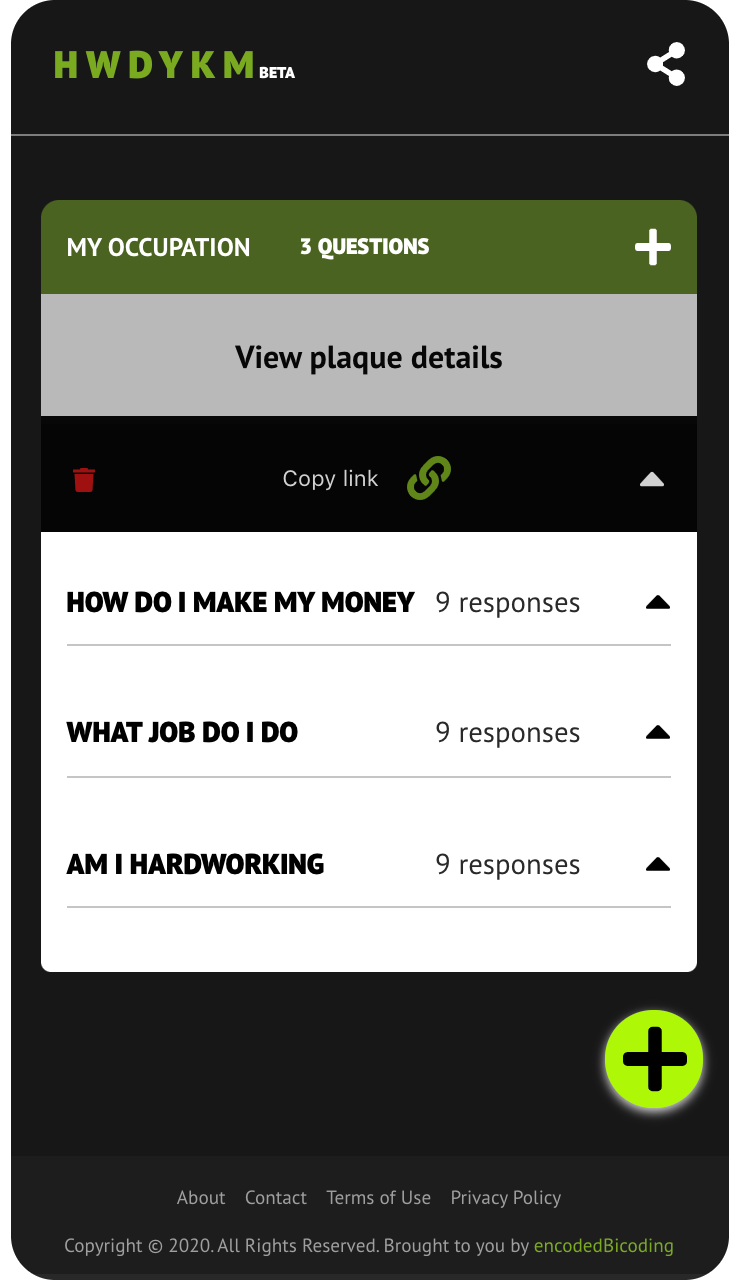 HWDYKM BETA
MY OCCUPATION 3 QUESTIONS
View plaque details
Copy link
HOW DO I MAKE MY MONEY 9 responses
WHAT JOB DO I DO 9 responses
AM I HARDWORKING 9 responses
About Contact Terms of Use Privacy Policy
Copyright © 2020. All Rights Reserved. Brought to you by encodedBicoding